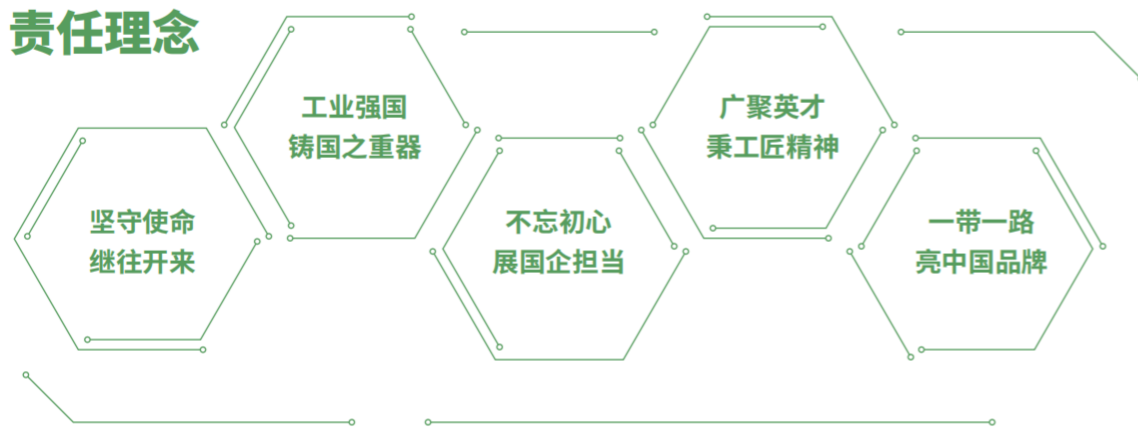 责任理念
坚守使命
继往开来
工业强国
铸国之重器
不忘初心
展国企担当
广聚英才
秉工匠精神
一带一路
亮中国品牌